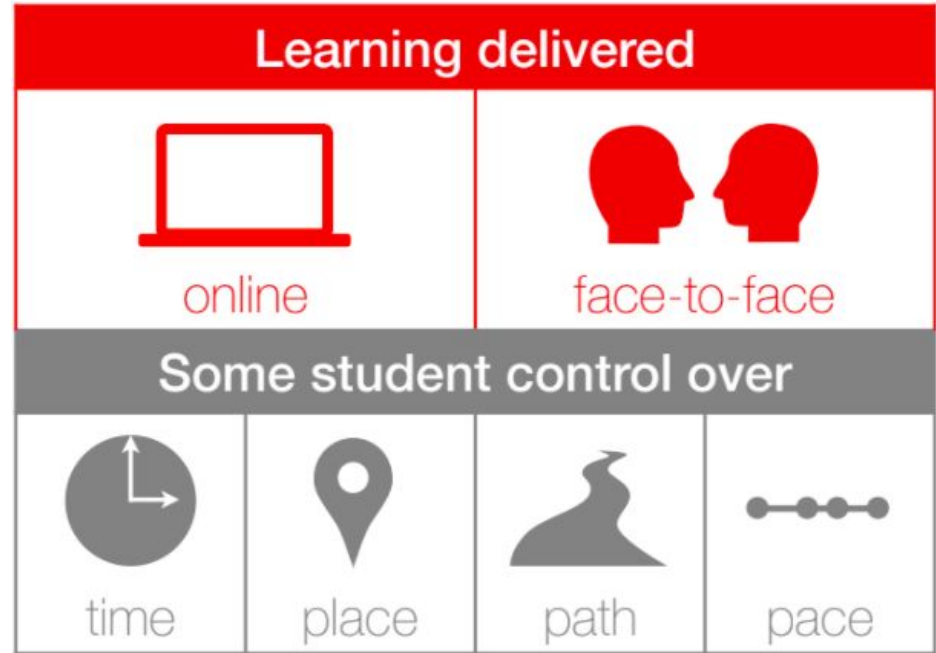 Learning delivered
online
face-to-face
Some student control over
time
place
path
pace